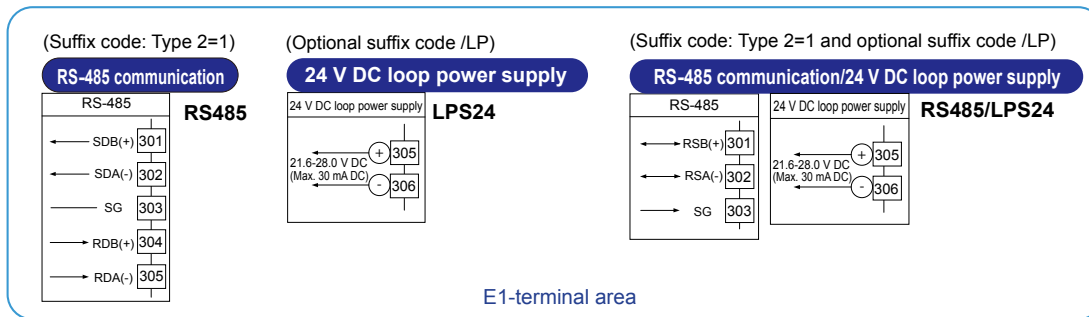 (Suffix code: Type 2=1)
RS-485 communication
RS-485
RS485
SDB(+) 301
SDA(-) 302
SG 303
RDB(+) 304
RDA(-) 305
(Optional suffix code /LP)
24 V DC loop power supply
24 V DC loop power supply
LPS24
+ 305
21.6-28.0 V DC
(Max. 30 mA DC)
- 306
(Suffix code: Type 2=1 and optional suffix code /LP)
RS-485 communication/24 V DC loop power supply
RS-485
RSB(+) 301
RSA(-) 302
SG 303
24 V DC loop power supply
RS485/LPS24
+ 305
21.6-28.0 V DC
(Max. 30 mA DC)
- 306
E1-terminal area